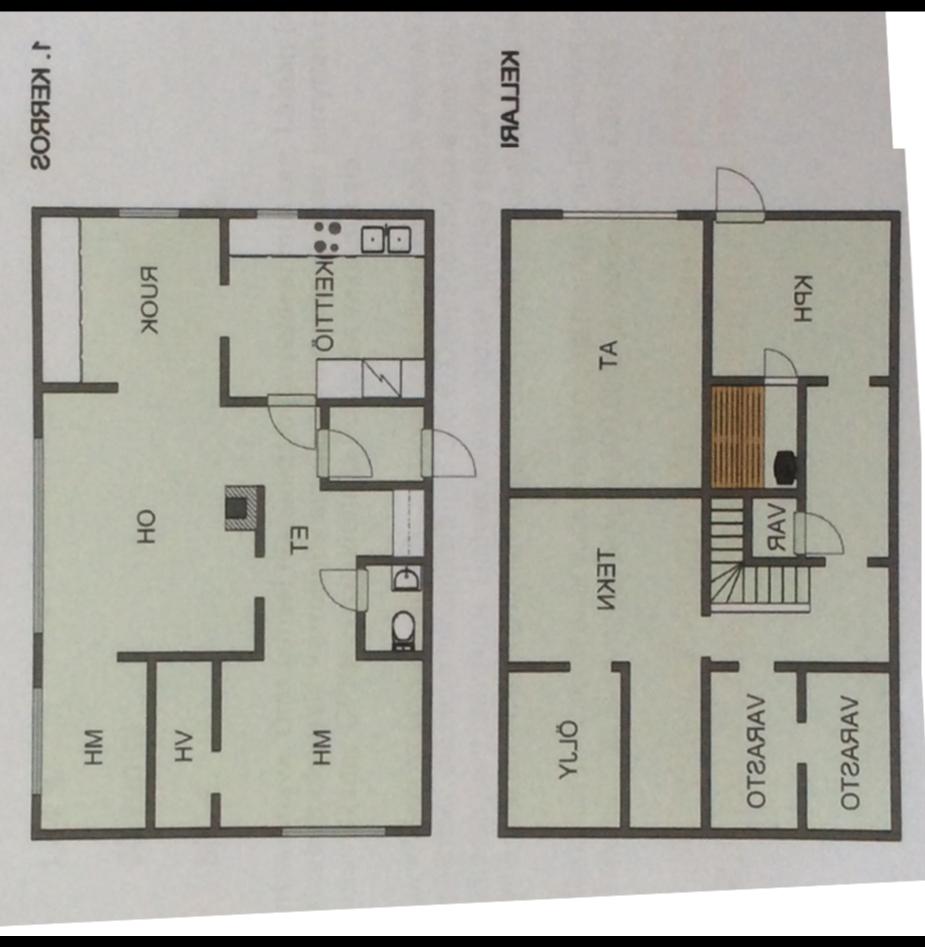 1. KERROS
RUOK
KEITTIÖ
OH
ET
MH
VH
MH
KELLARI
AT
KPH
VAR
TEKN
ÖLJY
VARASTO
VARASTO